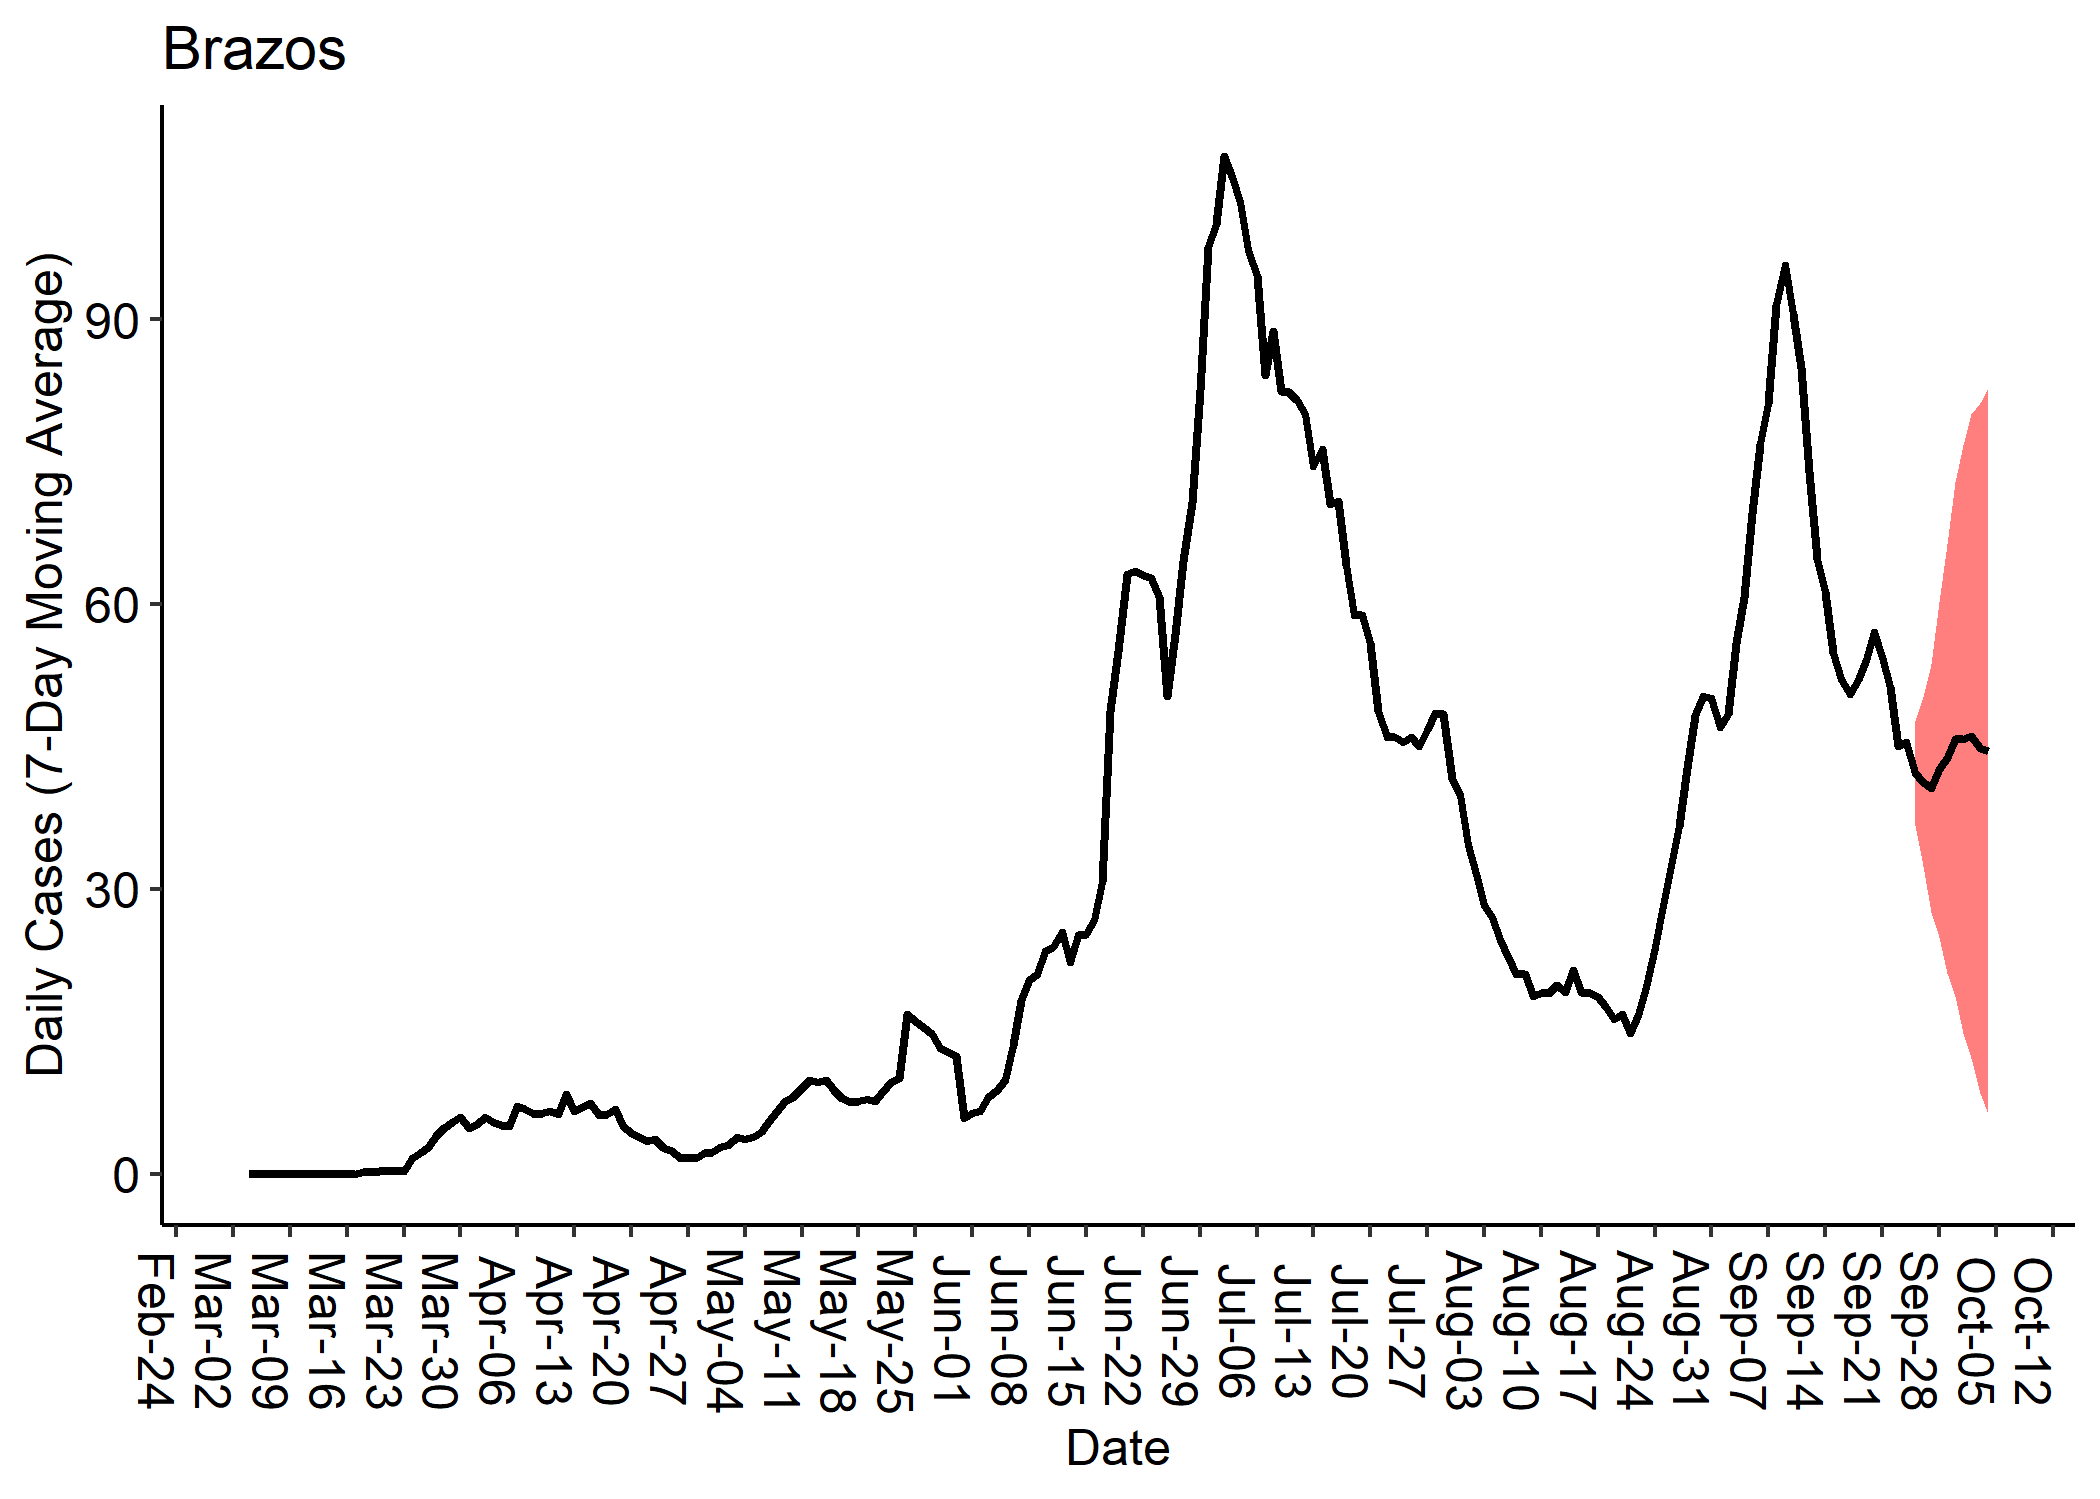 Brazos
Daily Cases (7-Day Moving Average)
90
60
30
0
Feb-24
Mar-02
Mar-09
Mar-16
Mar-23
Mar-30
Apr-06
Apr-13
Apr-20
Apr-27
May-04
May-11
May-18
May-25
Jun-01
Jun-08
Jun-15
Jun-22
Jun-29
Jul-06
Jul-13
Jul-20
Jul-27
Aug-03
Aug-10
Aug-17
Aug-24
Aug-31
Sep-07
Sep-14
Sep-21
Sep-28
Oct-05
Oct-12
Date